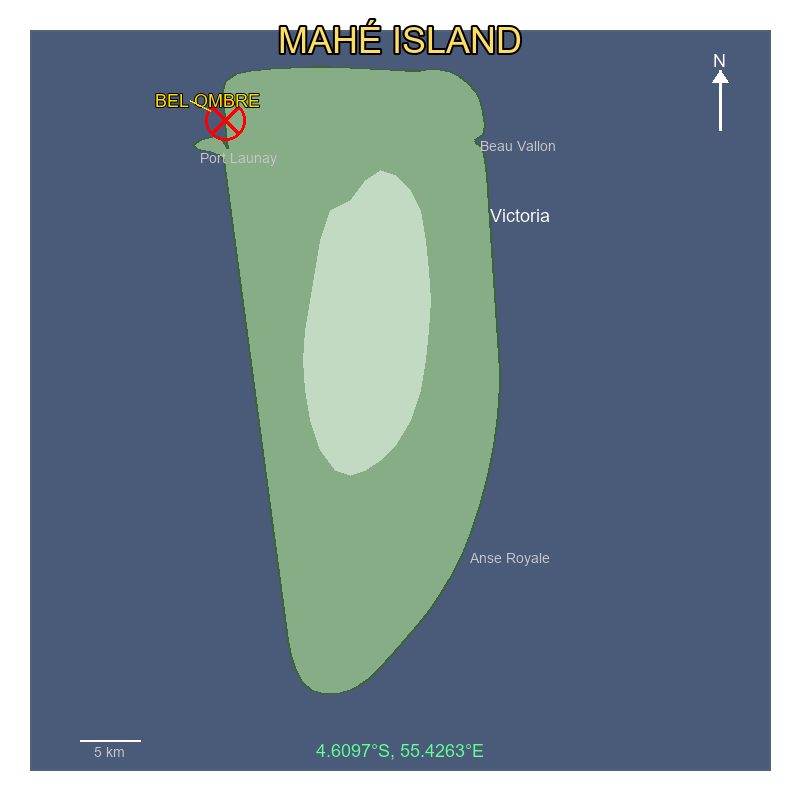 MAHÉ ISLAND
N
BEL OMBRE
Beau Vallon
Port Launay
Victoria
Anse Royale
5 km
4.6097°S, 55.4263°E